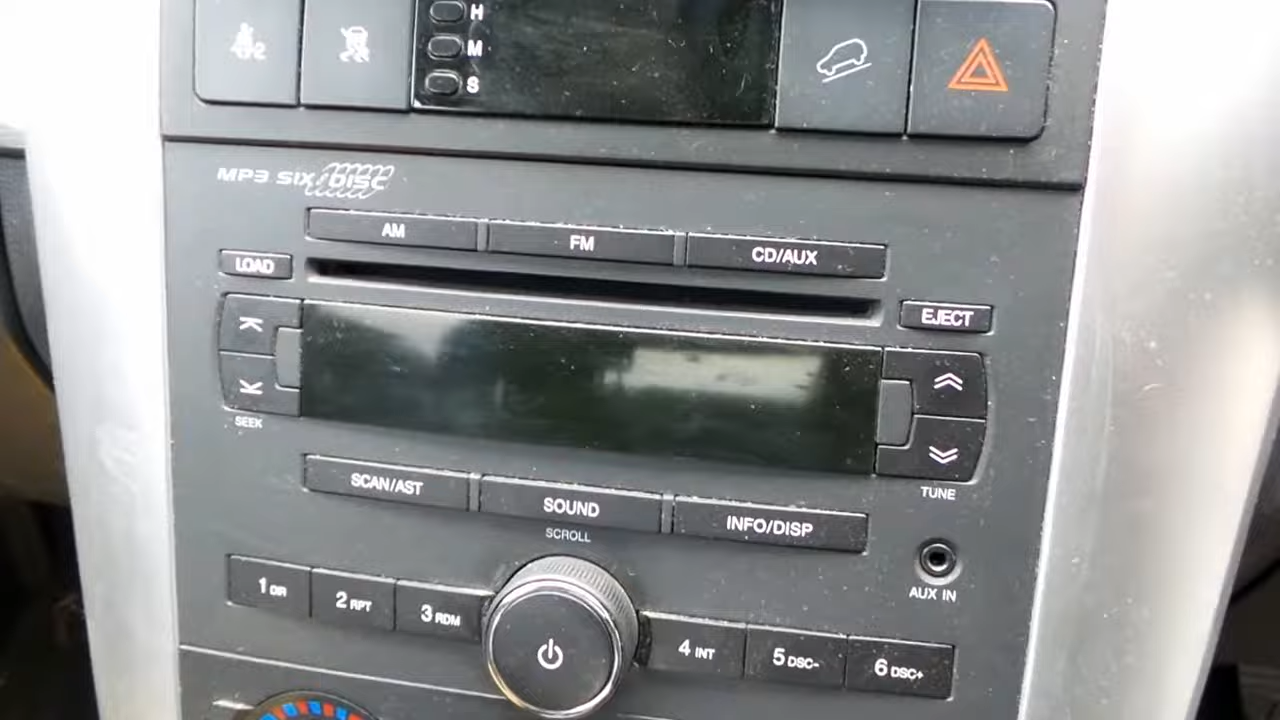 H
M
S
MP3 SIX/DISC
AM FM CD/AUX
LOAD
EJECT
SEEK
TUNE
SCAN/AST SOUND INFO/DISP
SCROLL
AUX IN
1 DIR 2 RPT 3 RDM 4 INT 5 DSC- 6 DSC+